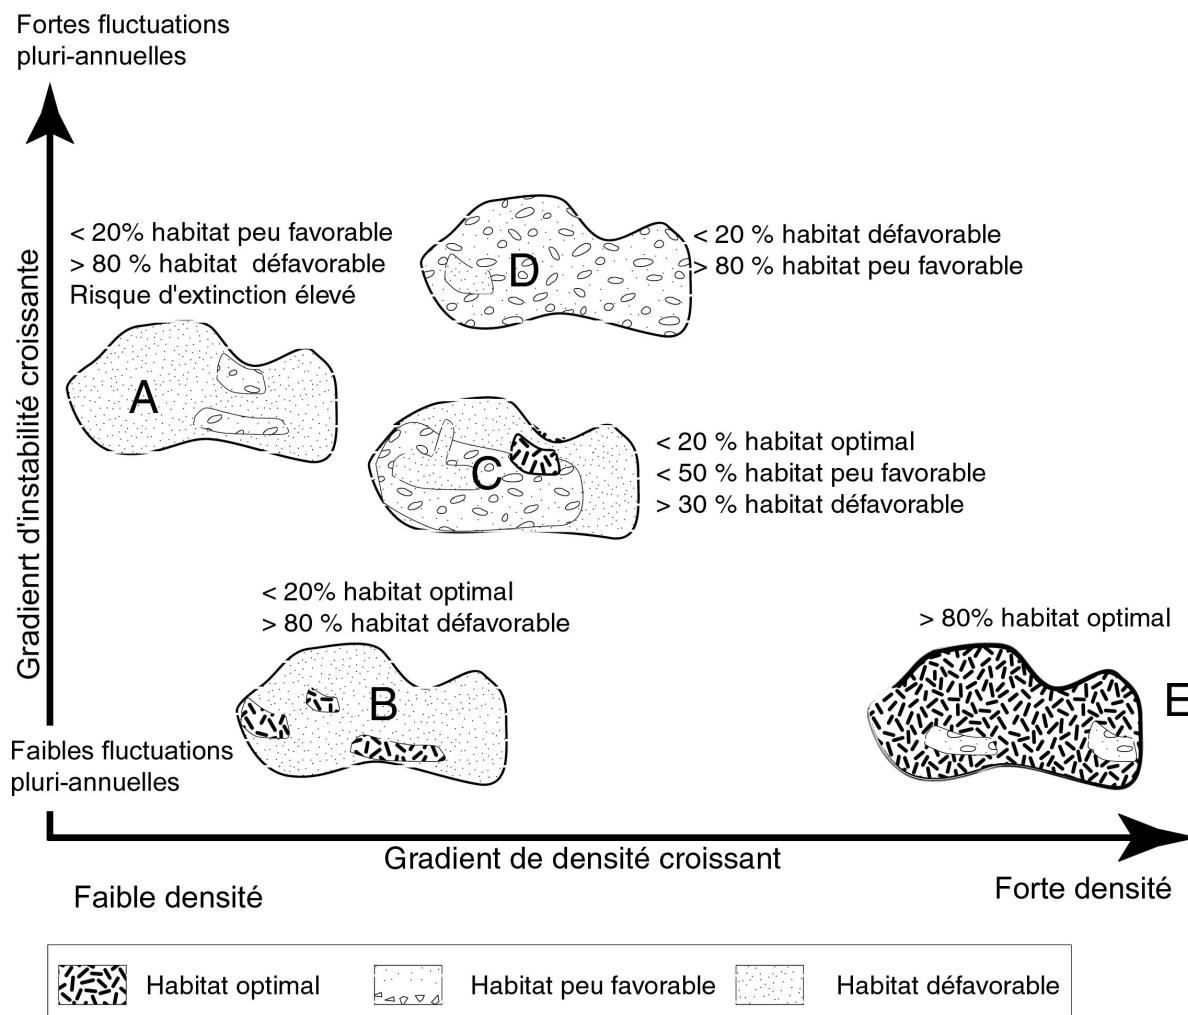 Fortes fluctuations
pluri-annuelles
< 20% habitat peu favorable
> 80 % habitat défavorable
Risque d'extinction élevé
< 20 % habitat défavorable
> 80 % habitat peu favorable
D
A
< 20 % habitat optimal
< 50 % habitat peu favorable
> 30 % habitat défavorable
C
Gradienrt d'instabilité croissante
< 20% habitat optimal
> 80 % habitat défavorable
> 80% habitat optimal
B
E
Faibles fluctuations
pluri-annuelles
Gradient de densité croissant
Faible densité
Forte densité
Habitat optimal
Habitat peu favorable
Habitat défavorable